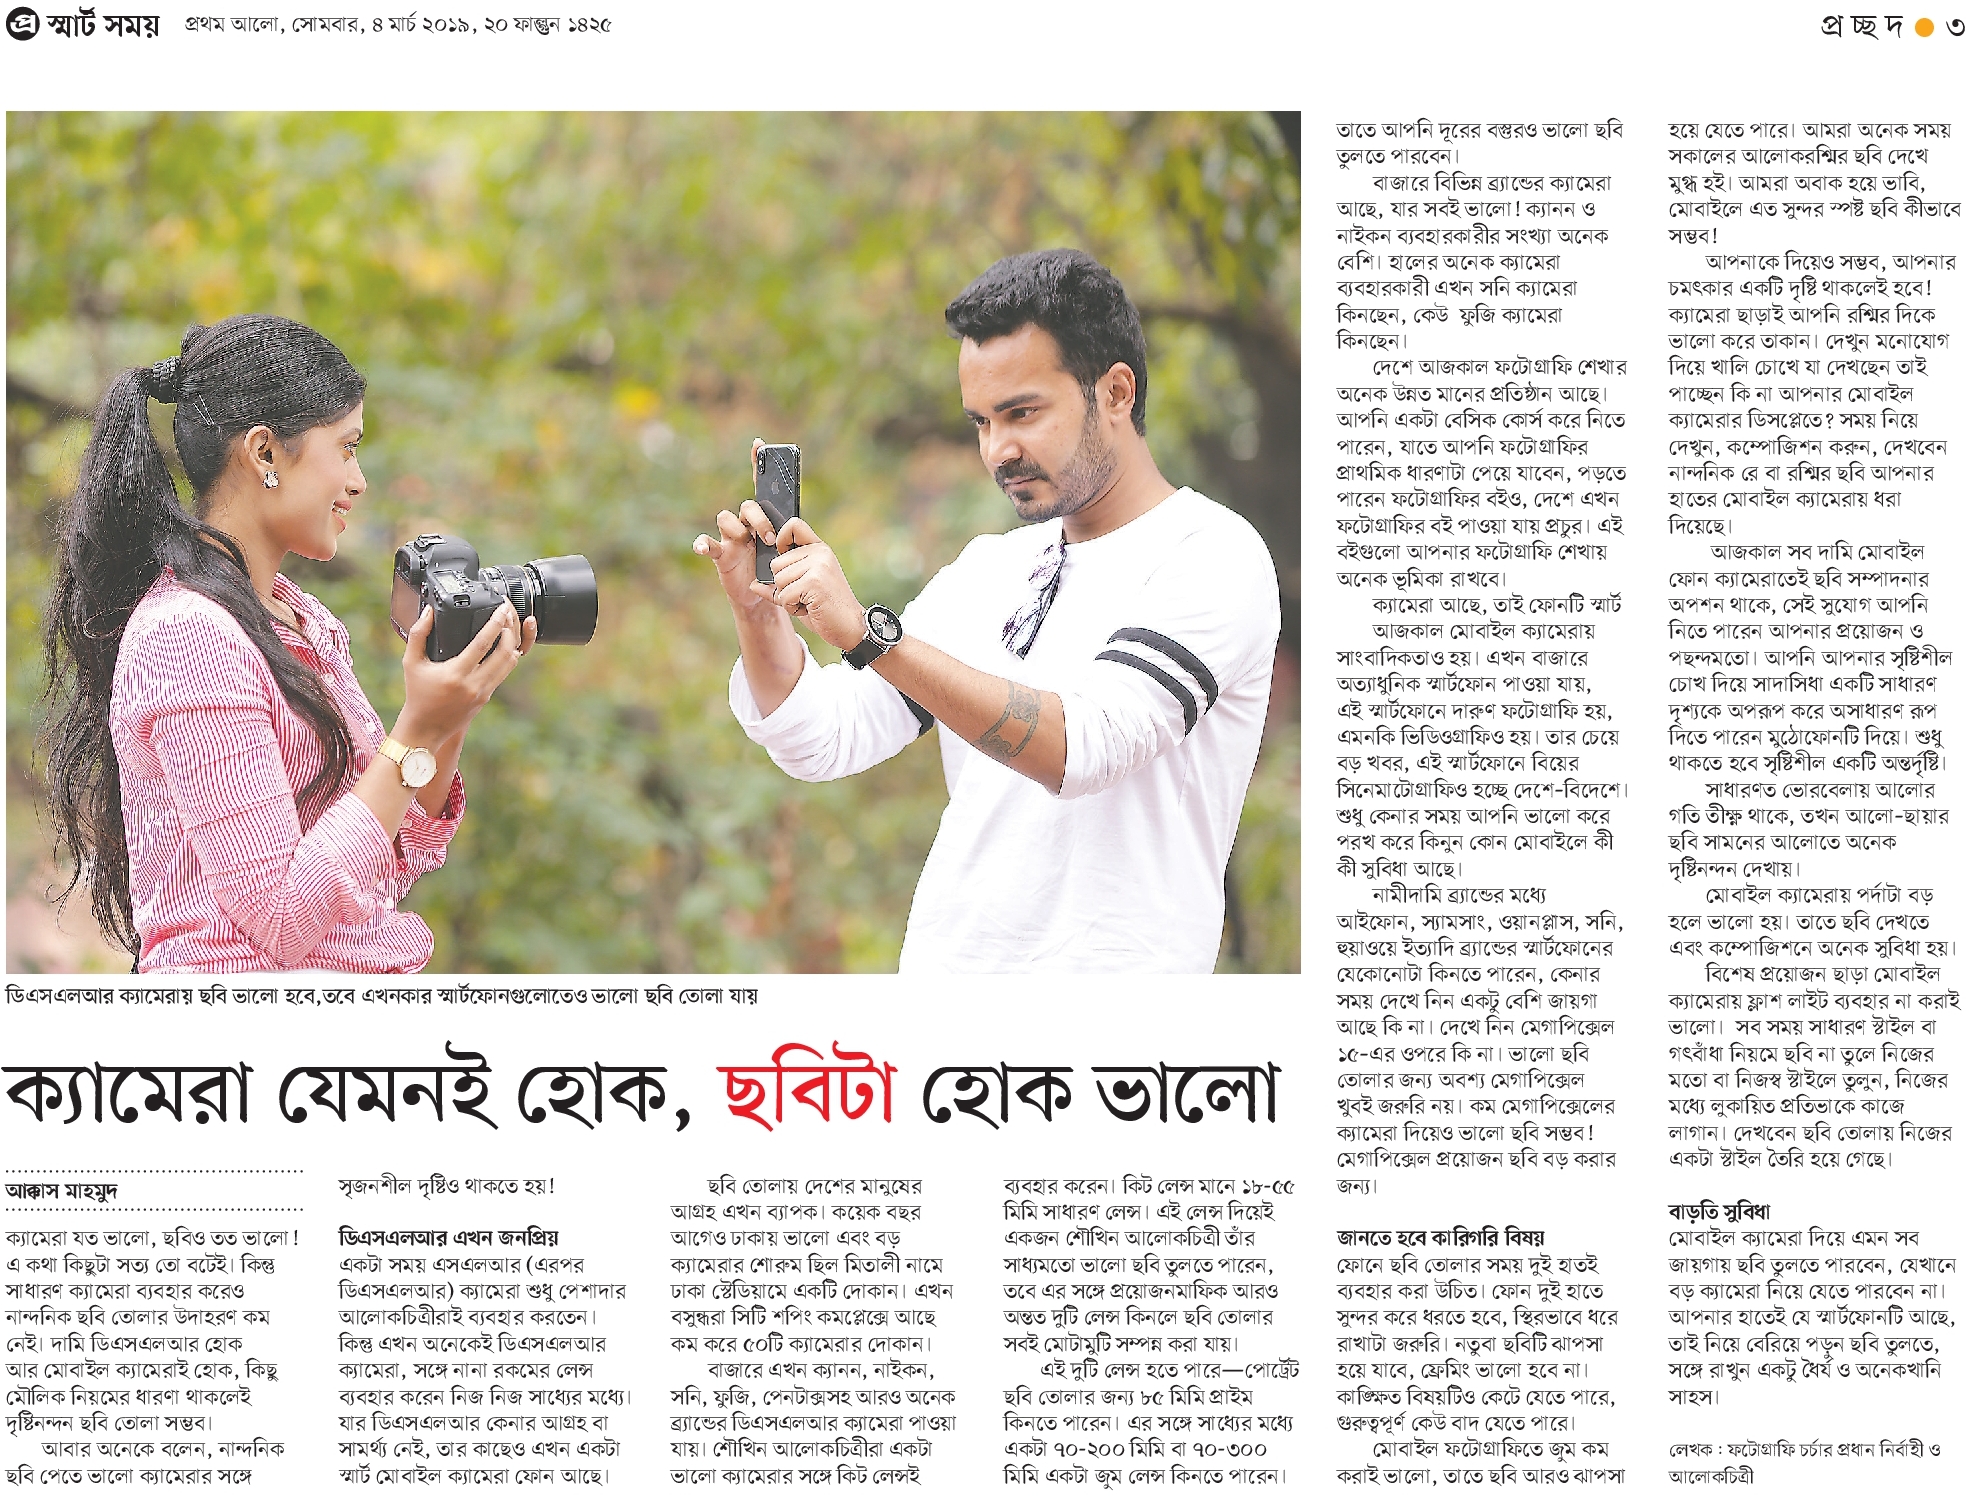 প্র স্মার্ট সময় প্রথম আলো, সোমবার, ৪ মার্চ ২০১৯, ২০ ফাল্গুন ১৪২৫
প্রচ্ছদ ● ৩
ডিএসএলআর ক্যামেরায় ছবি ভালো হবে,তবে এখনকার স্মার্টফোনগুলোতেও ভালো ছবি তোলা যায়
ক্যামেরা যেমনই হোক, ছবিটা হোক ভালো
আক্কাস মাহমুদ
ক্যামেরা যত ভালো, ছবিও তত ভালো!
এ কথা কিছুটা সত্য তো বটেই। কিন্তু
সাধারণ ক্যামেরা ব্যবহার করেও
নান্দনিক ছবি তোলার উদাহরণ কম
নেই। দামি ডিএসএলআর হোক
আর মোবাইল ক্যামেরাই হোক, কিছু
মৌলিক নিয়মের ধারণা থাকলেই
দৃষ্টিনন্দন ছবি তোলা সম্ভব।
আবার অনেকে বলেন, নান্দনিক
ছবি পেতে ভালো ক্যামেরার সঙ্গে
সৃজনশীল দৃষ্টিও থাকতে হয়!
ডিএসএলআর এখন জনপ্রিয়
একটা সময় এসএলআর (এরপর
ডিএসএলআর) ক্যামেরা শুধু পেশাদার
আলোকচিত্রীরাই ব্যবহার করতেন।
কিন্তু এখন অনেকেই ডিএসএলআর
ক্যামেরা, সঙ্গে নানা রকমের লেন্স
ব্যবহার করেন নিজ নিজ সাধ্যের মধ্যে।
যার ডিএসএলআর কেনার আগ্রহ বা
সামর্থ্য নেই, তার কাছেও এখন একটা
স্মার্ট মোবাইল ক্যামেরা ফোন আছে।
ছবি তোলায় দেশের মানুষের
আগ্রহ এখন ব্যাপক। কয়েক বছর
আগেও ঢাকায় ভালো এবং বড়
ক্যামেরার শোরুম ছিল মিতালী নামে
ঢাকা স্টেডিয়ামে একটি দোকান। এখন
বসুন্ধরা সিটি শপিং কমপ্লেক্সে আছে
কম করে ৫০টি ক্যামেরার দোকান।
বাজারে এখন ক্যানন, নাইকন,
সনি, ফুজি, পেনটাক্সসহ আরও অনেক
ব্র্যান্ডের ডিএসএলআর ক্যামেরা পাওয়া
যায়। শৌখিন আলোকচিত্রীরা একটা
ভালো ক্যামেরার সঙ্গে কিট লেন্সই
ব্যবহার করেন। কিট লেন্স মানে ১৮-৫৫
মিমি সাধারণ লেন্স। এই লেন্স দিয়েই
একজন শৌখিন আলোকচিত্রী তাঁর
সাধ্যমতো ভালো ছবি তুলতে পারেন,
তবে এর সঙ্গে প্রয়োজনমাফিক আরও
অন্তত দুটি লেন্স কিনলে ছবি তোলার
সবই মোটামুটি সম্পন্ন করা যায়।
এই দুটি লেন্স হতে পারে—পোর্ট্রেট
ছবি তোলার জন্য ৮৫ মিমি প্রাইম
কিনতে পারেন। এর সঙ্গে সাধ্যের মধ্যে
একটা ৭০-২০০ মিমি বা ৭০-৩০০
মিমি একটা জুম লেন্স কিনতে পারেন।
তাতে আপনি দূরের বস্তুরও ভালো ছবি
তুলতে পারবেন।
বাজারে বিভিন্ন ব্র্যান্ডের ক্যামেরা
আছে, যার সবই ভালো! ক্যানন ও
নাইকন ব্যবহারকারীর সংখ্যা অনেক
বেশি। হালের অনেক ক্যামেরা
ব্যবহারকারী এখন সনি ক্যামেরা
কিনছেন, কেউ ফুজি ক্যামেরা
কিনছেন।
দেশে আজকাল ফটোগ্রাফি শেখার
অনেক উন্নত মানের প্রতিষ্ঠান আছে।
আপনি একটা বেসিক কোর্স করে নিতে
পারেন, যাতে আপনি ফটোগ্রাফির
প্রাথমিক ধারণাটা পেয়ে যাবেন, পড়তে
পারেন ফটোগ্রাফির বইও, দেশে এখন
ফটোগ্রাফির বই পাওয়া যায় প্রচুর। এই
বইগুলো আপনার ফটোগ্রাফি শেখায়
অনেক ভূমিকা রাখবে।
ক্যামেরা আছে, তাই ফোনটি স্মার্ট
আজকাল মোবাইল ক্যামেরায়
সাংবাদিকতাও হয়। এখন বাজারে
অত্যাধুনিক স্মার্টফোন পাওয়া যায়,
এই স্মার্টফোনে দারুণ ফটোগ্রাফি হয়,
এমনকি ভিডিওগ্রাফিও হয়। তার চেয়ে
বড় খবর, এই স্মার্টফোনে বিয়ের
সিনেমাটোগ্রাফিও হচ্ছে দেশে-বিদেশে।
শুধু কেনার সময় আপনি ভালো করে
পরখ করে কিনুন কোন মোবাইলে কী
কী সুবিধা আছে।
নামীদামি ব্র্যান্ডের মধ্যে
আইফোন, স্যামসাং, ওয়ানপ্লাস, সনি,
হুয়াওয়ে ইত্যাদি ব্র্যান্ডের স্মার্টফোনের
যেকোনোটা কিনতে পারেন, কেনার
সময় দেখে নিন একটু বেশি জায়গা
আছে কি না। দেখে নিন মেগাপিক্সেল
১৫-এর ওপরে কি না। ভালো ছবি
তোলার জন্য অবশ্য মেগাপিক্সেল
খুবই জরুরি নয়। কম মেগাপিক্সেলের
ক্যামেরা দিয়েও ভালো ছবি সম্ভব!
মেগাপিক্সেল প্রয়োজন ছবি বড় করার
জন্য।
জানতে হবে কারিগরি বিষয়
ফোনে ছবি তোলার সময় দুই হাতই
ব্যবহার করা উচিত। ফোন দুই হাতে
সুন্দর করে ধরতে হবে, স্থিরভাবে ধরে
রাখাটা জরুরি। নতুবা ছবিটি ঝাপসা
হয়ে যাবে, ফ্রেমিং ভালো হবে না।
কাঙ্ক্ষিত বিষয়টিও কেটে যেতে পারে,
গুরুত্বপূর্ণ কেউ বাদ যেতে পারে।
মোবাইল ফটোগ্রাফিতে জুম কম
করাই ভালো, তাতে ছবি আরও ঝাপসা
হয়ে যেতে পারে। আমরা অনেক সময়
সকালের আলোকরশ্মির ছবি দেখে
মুগ্ধ হই। আমরা অবাক হয়ে ভাবি,
মোবাইলে এত সুন্দর স্পষ্ট ছবি কীভাবে
সম্ভব!
আপনাকে দিয়েও সম্ভব, আপনার
চমৎকার একটি দৃষ্টি থাকলেই হবে!
ক্যামেরা ছাড়াই আপনি রশ্মির দিকে
ভালো করে তাকান। দেখুন মনোযোগ
দিয়ে খালি চোখে যা দেখছেন তাই
পাচ্ছেন কি না আপনার মোবাইল
ক্যামেরার ডিসপ্লেতে? সময় নিয়ে
দেখুন, কম্পোজিশন করুন, দেখবেন
নান্দনিক রে বা রশ্মির ছবি আপনার
হাতের মোবাইল ক্যামেরায় ধরা
দিয়েছে।
আজকাল সব দামি মোবাইল
ফোন ক্যামেরাতেই ছবি সম্পাদনার
অপশন থাকে, সেই সুযোগ আপনি
নিতে পারেন আপনার প্রয়োজন ও
পছন্দমতো। আপনি আপনার সৃষ্টিশীল
চোখ দিয়ে সাদাসিধা একটি সাধারণ
দৃশ্যকে অপরূপ করে অসাধারণ রূপ
দিতে পারেন মুঠোফোনটি দিয়ে। শুধু
থাকতে হবে সৃষ্টিশীল একটি অন্তর্দৃষ্টি।
সাধারণত ভোরবেলায় আলোর
গতি তীক্ষ্ণ থাকে, তখন আলো-ছায়ার
ছবি সামনের আলোতে অনেক
দৃষ্টিনন্দন দেখায়।
মোবাইল ক্যামেরায় পর্দাটা বড়
হলে ভালো হয়। তাতে ছবি দেখতে
এবং কম্পোজিশনে অনেক সুবিধা হয়।
বিশেষ প্রয়োজন ছাড়া মোবাইল
ক্যামেরায় ফ্লাশ লাইট ব্যবহার না করাই
ভালো। সব সময় সাধারণ স্টাইল বা
গৎবাঁধা নিয়মে ছবি না তুলে নিজের
মতো বা নিজস্ব স্টাইলে তুলুন, নিজের
মধ্যে লুকায়িত প্রতিভাকে কাজে
লাগান। দেখবেন ছবি তোলায় নিজের
একটা স্টাইল তৈরি হয়ে গেছে।
বাড়তি সুবিধা
মোবাইল ক্যামেরা দিয়ে এমন সব
জায়গায় ছবি তুলতে পারবেন, যেখানে
বড় ক্যামেরা নিয়ে যেতে পারবেন না।
আপনার হাতেই যে স্মার্টফোনটি আছে,
তাই নিয়ে বেরিয়ে পড়ুন ছবি তুলতে,
সঙ্গে রাখুন একটু ধৈর্য ও অনেকখানি
সাহস।
লেখক : ফটোগ্রাফি চর্চার প্রধান নির্বাহী ও
আলোকচিত্রী